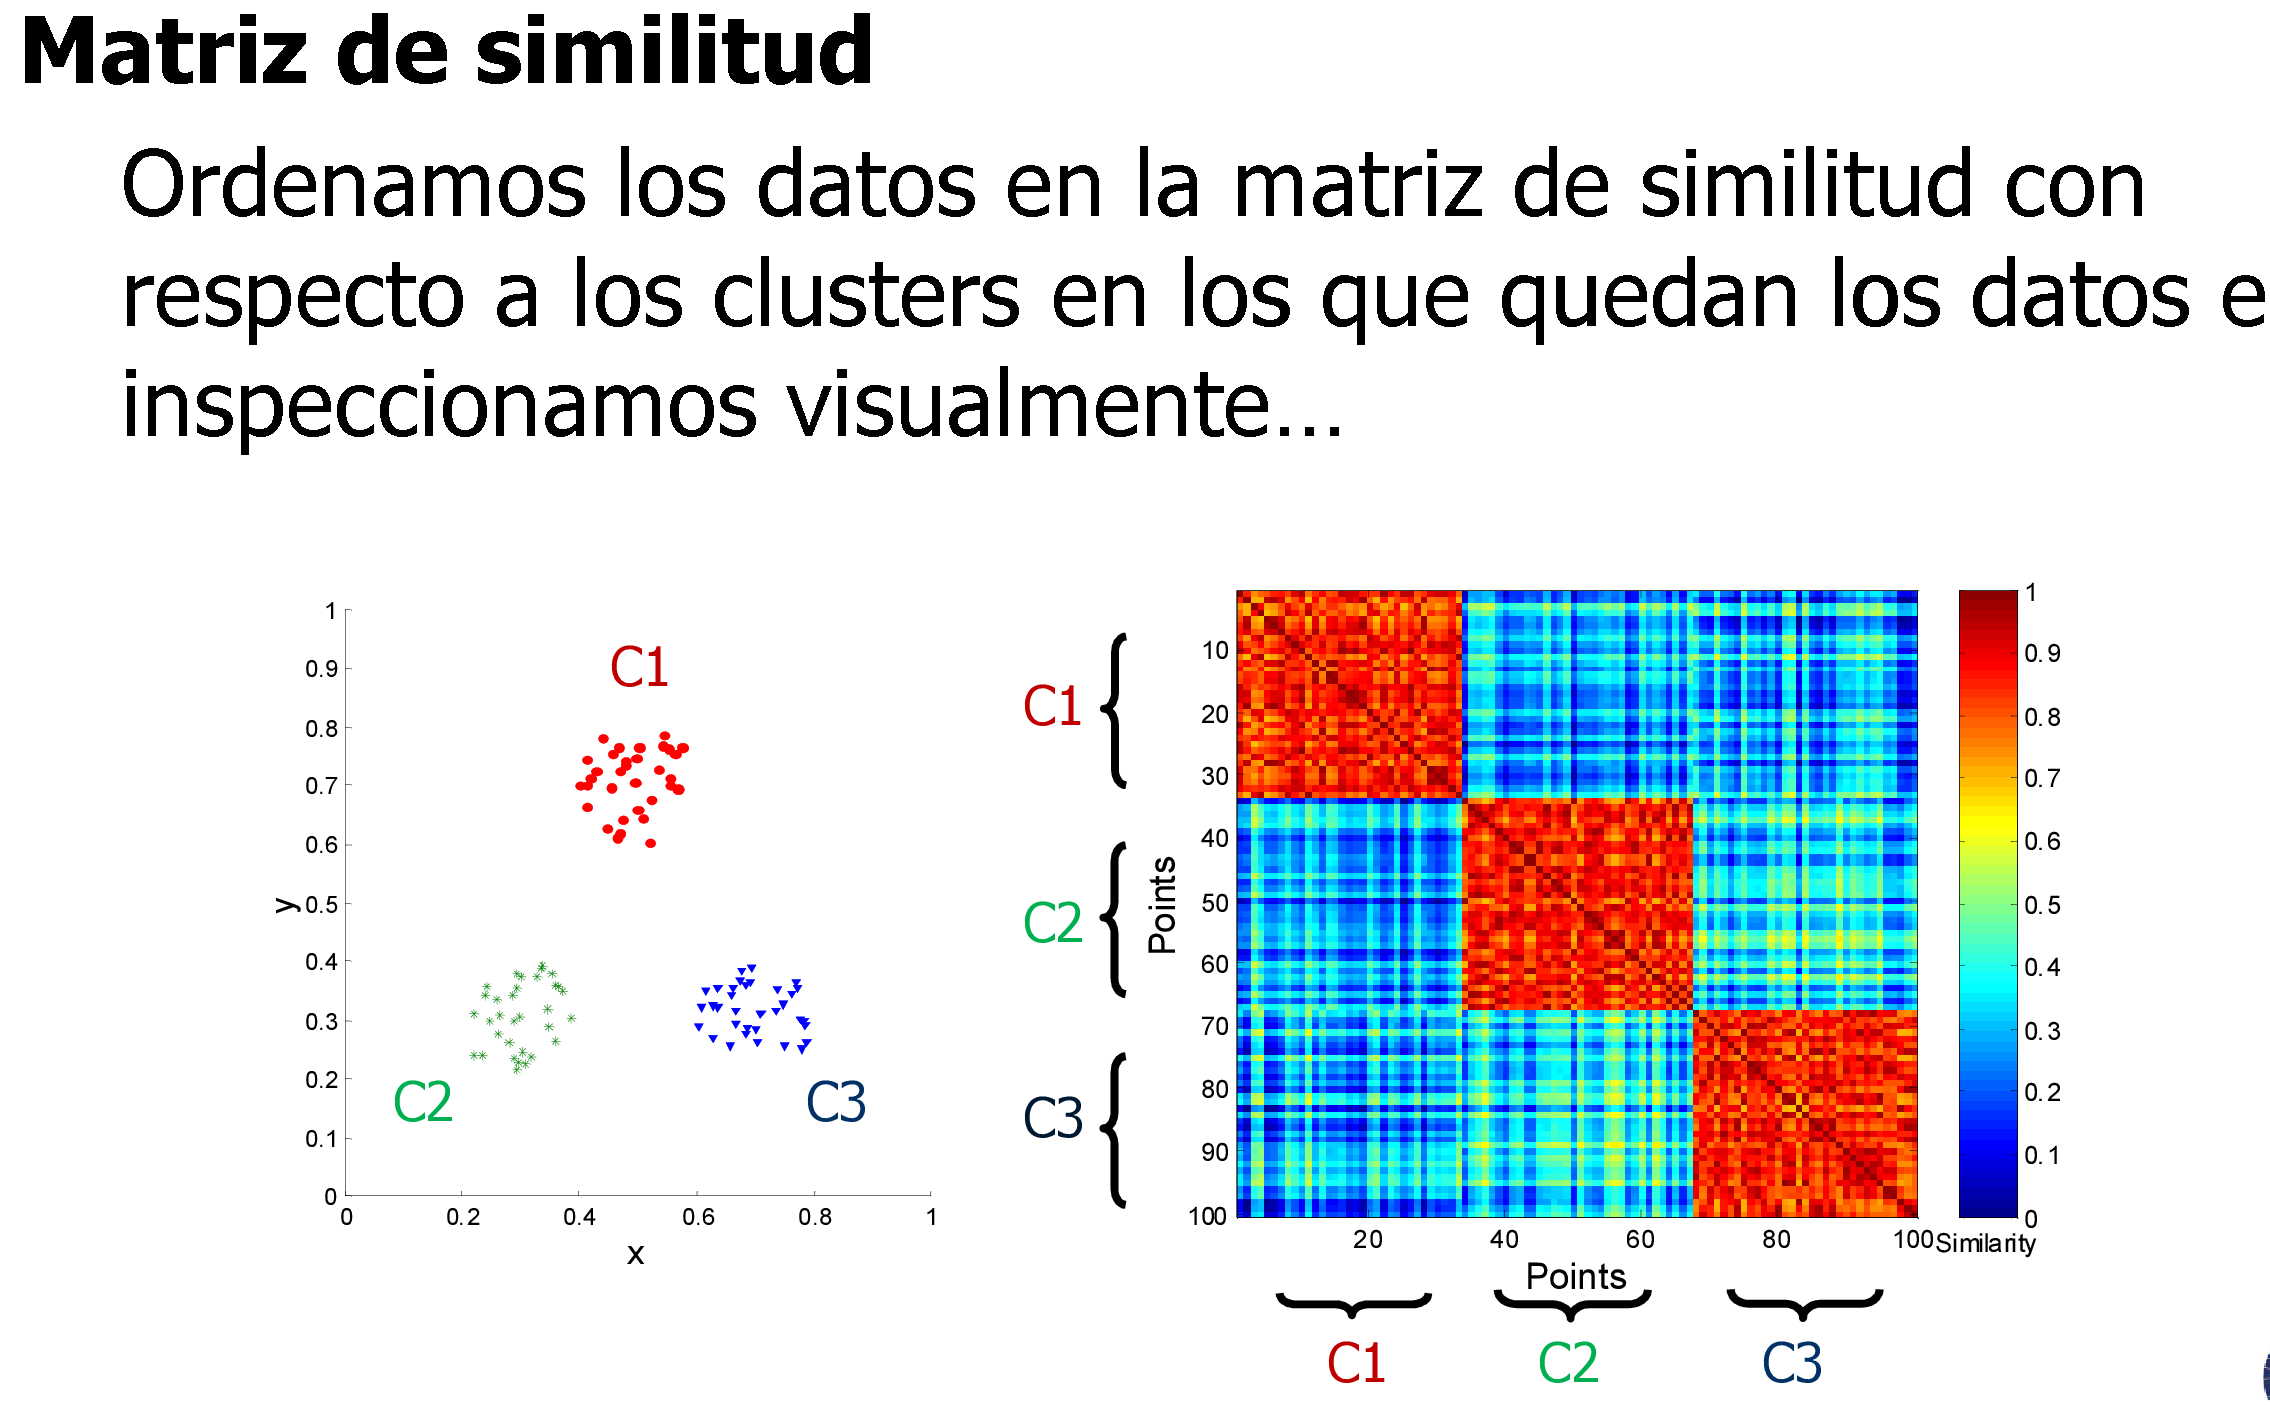 Matriz de similitud
Ordenamos los datos en la matriz de similitud con
respecto a los clusters en los que quedan los datos e
inspeccionamos visualmente...
1
0.9
0.8
0.7
0.6
0.5
0.4
0.3
0.2
0.1
0
y
0
0.2
0.4
0.6
0.8
1
x
C1
C2
C3
C1
C2
C3
Points
10
20
30
40
50
60
70
80
90
100
20
40
60
80
100
Points
C1
C2
C3
1
0.9
0.8
0.7
0.6
0.5
0.4
0.3
0.2
0.1
0
Similarity